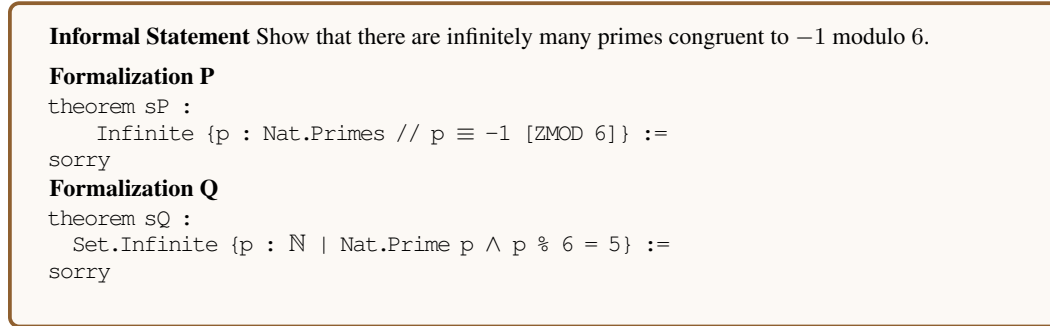 Informal Statement Show that there are infinitely many primes congruent to −1 modulo 6.
Formalization P
theorem sP :
    Infinite {p : Nat.Primes // p ≡ -1 [ZMOD 6]} :=
sorry
Formalization Q
theorem sQ :
  Set.Infinite {p : ℕ | Nat.Prime p ∧ p % 6 = 5} :=
sorry